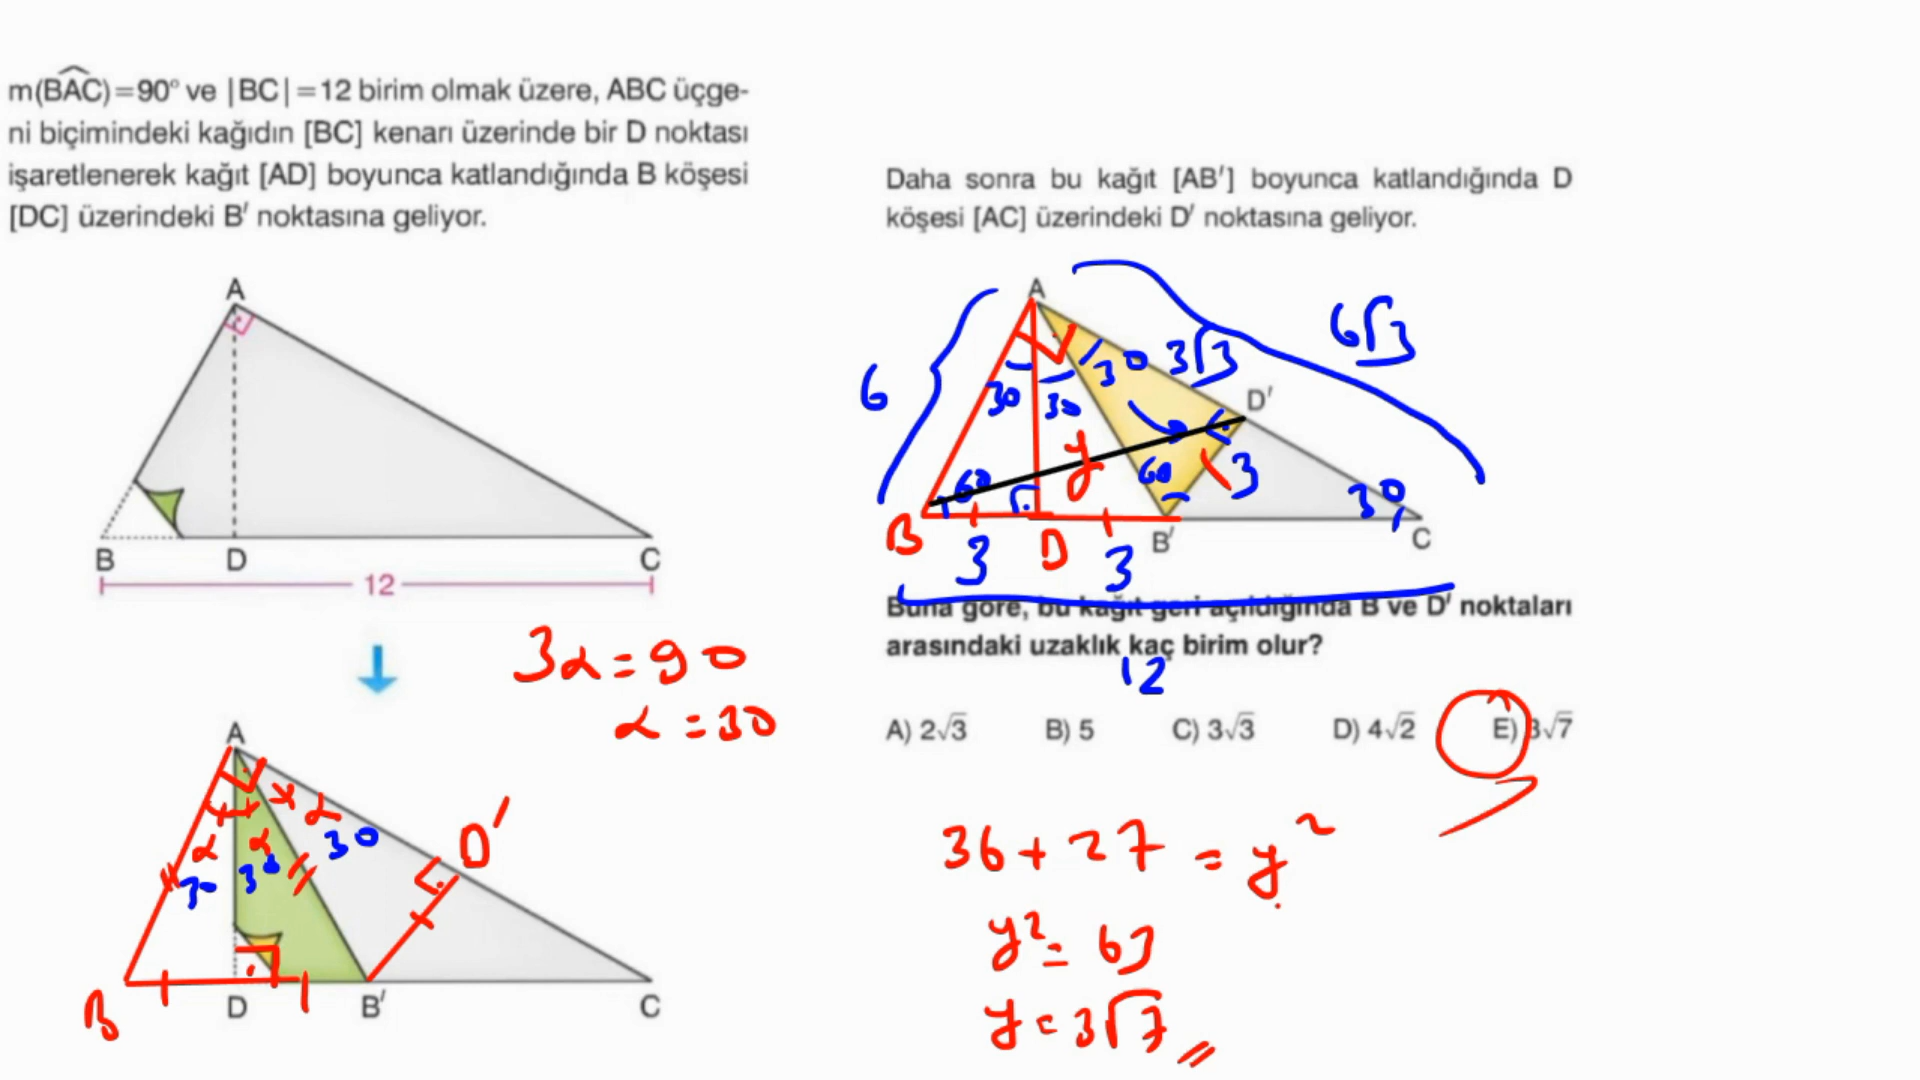 m(BAC)=90° ve |BC|=12 birim olmak üzere, ABC üçge-
ni biçimindeki kağıdın [BC] kenarı üzerinde bir D noktası
işaretlenerek kağıt [AD] boyunca katlandığında B köşesi
[DC] üzerindeki B' noktasına geliyor.
A
B D C
12
3α=90
α=30
A
α α α
30 30 30
D'
B D B' C
Daha sonra bu kağıt [AB'] boyunca katlandığında D
köşesi [AC] üzerindeki D' noktasına geliyor.
A
6√3
6 30 30 30 3√3
D'
y
60 60 3 30
B D B' C
3 3
Buna göre, bu kağıt geri açıldığında B ve D' noktaları
arasındaki uzaklık kaç birim olur?
12
A) 2√3 B) 5 C) 3√3 D) 4√2 E) 3√7
36+27=y²
y²=63
y=3√7